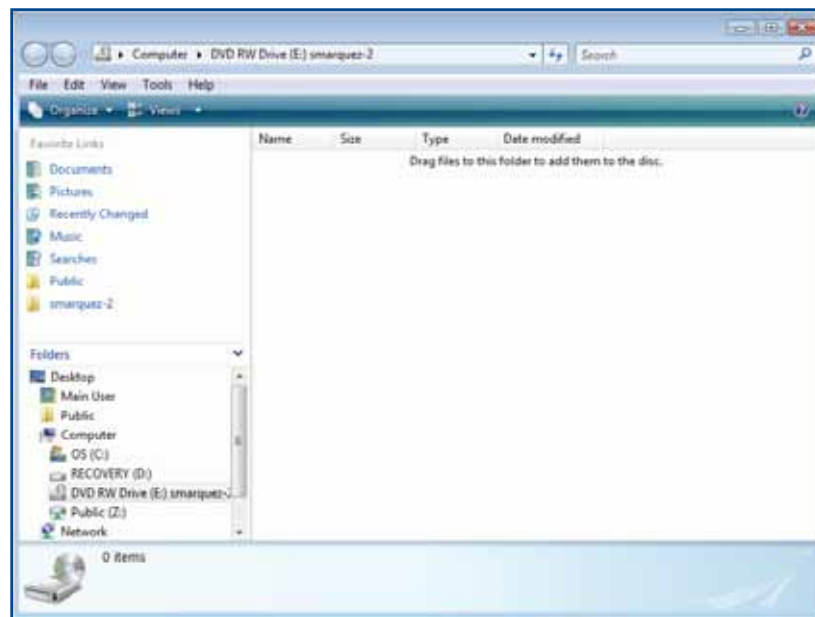 Computer ▸ DVD RW Drive (E:) smarquez-2 Search
File Edit View Tools Help
Organize Views
Favorite Links
Documents
Pictures
Recently Changed
Music
Searches
Public
smarquez-2
Folders
Desktop
Main User
Public
Computer
OS (C:)
RECOVERY (D:)
DVD RW Drive (E:) smarquez-2
Public (Z:)
Network
Name Size Type Date modified
Drag files to this folder to add them to the disc.
0 items